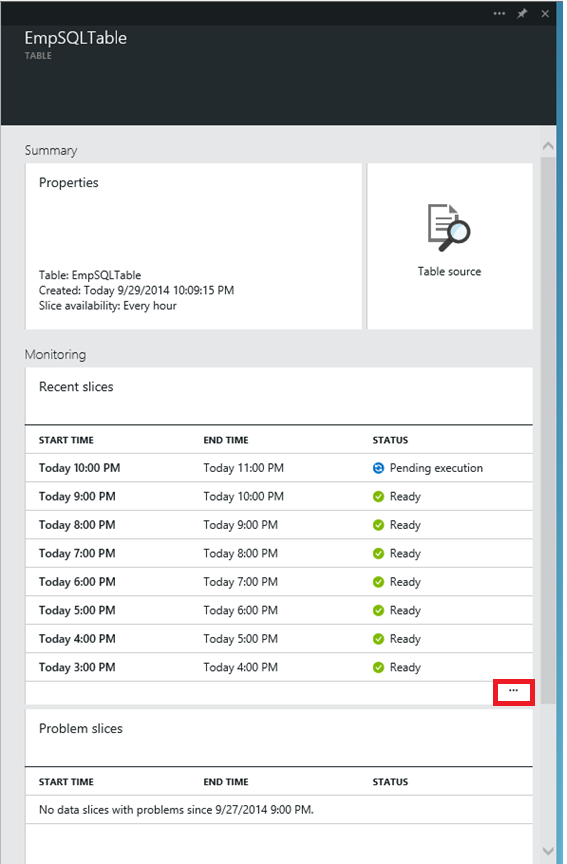 EmpSQLTable
TABLE
Summary
Properties
Table: EmpSQLTable
Created: Today 9/29/2014 10:09:15 PM
Slice availability: Every hour
Table source
Monitoring
Recent slices
START TIME END TIME STATUS
Today 10:00 PM Today 11:00 PM Pending execution
Today 9:00 PM Today 10:00 PM Ready
Today 8:00 PM Today 9:00 PM Ready
Today 7:00 PM Today 8:00 PM Ready
Today 6:00 PM Today 7:00 PM Ready
Today 5:00 PM Today 6:00 PM Ready
Today 4:00 PM Today 5:00 PM Ready
Today 3:00 PM Today 4:00 PM Ready
...
Problem slices
START TIME END TIME STATUS
No data slices with problems since 9/27/2014 9:00 PM.